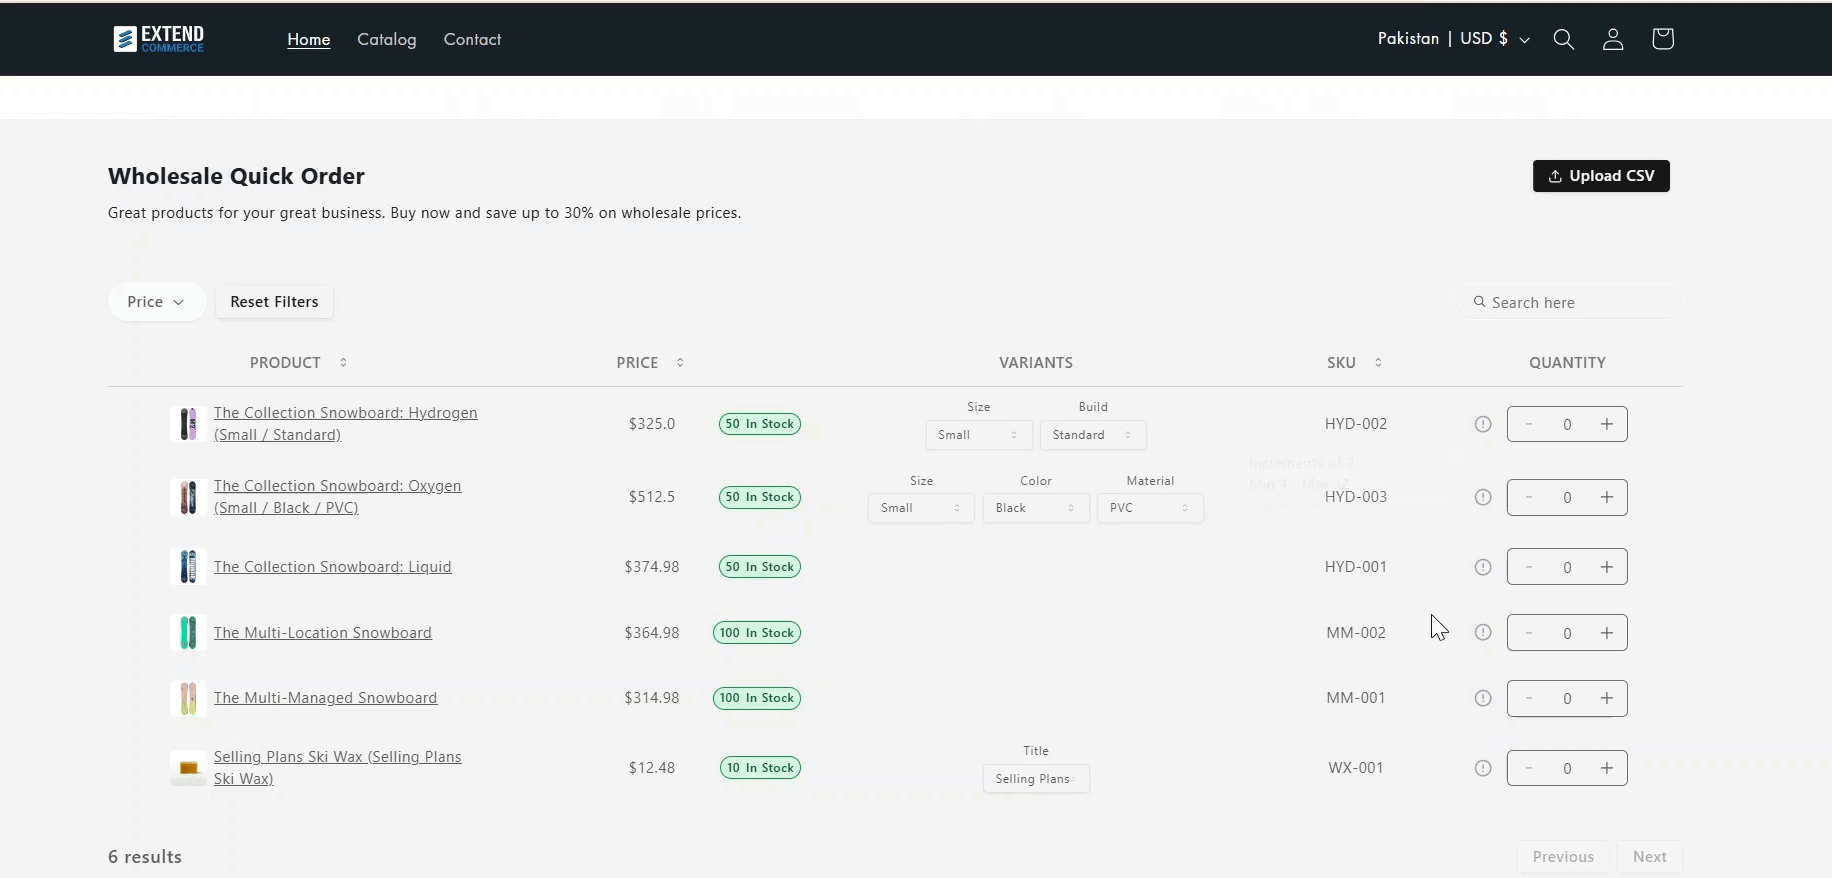 EXTEND
COMMERCE
Home Catalog Contact
Pakistan | USD $
Wholesale Quick Order
Upload CSV
Great products for your great business. Buy now and save up to 30% on wholesale prices.
Price Reset Filters
Search here
PRODUCT PRICE VARIANTS SKU QUANTITY
The Collection Snowboard: Hydrogen
(Small / Standard)
$325.0
50 In Stock
Size Build
Small Standard
HYD-002
0
Increments of 2
The Collection Snowboard: Oxygen
(Small / Black / PVC)
$512.5
50 In Stock
Size Color Material
Small Black PVC
HYD-003
0
The Collection Snowboard: Liquid
$374.98
50 In Stock
HYD-001
0
The Multi-Location Snowboard
$364.98
100 In Stock
MM-002
0
The Multi-Managed Snowboard
$314.98
100 In Stock
MM-001
0
Selling Plans Ski Wax (Selling Plans
Ski Wax)
$12.48
10 In Stock
Title
Selling Plans
WX-001
0
6 results
Previous Next